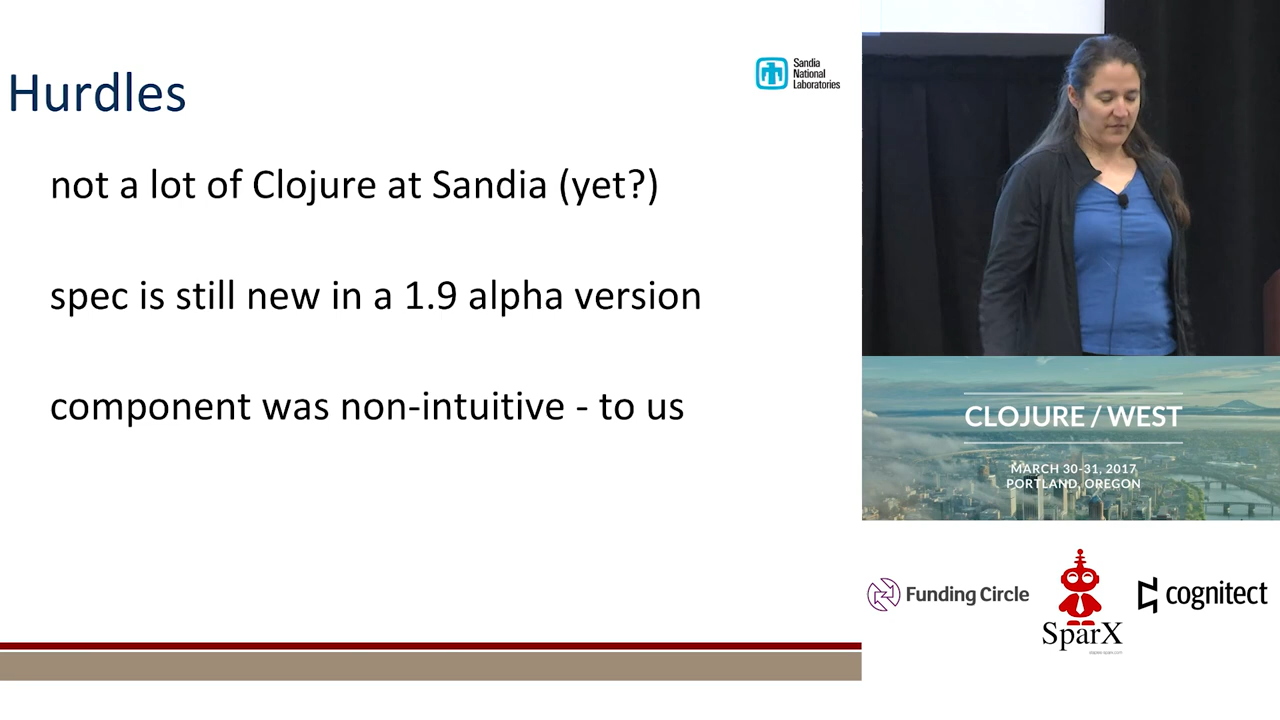 Hurdles
Sandia
National
Laboratories
not a lot of Clojure at Sandia (yet?)
spec is still new in a 1.9 alpha version
component was non-intuitive - to us
CLOJURE / WEST
MARCH 30-31, 2017
PORTLAND, OREGON
Funding Circle
SparX
cognitect